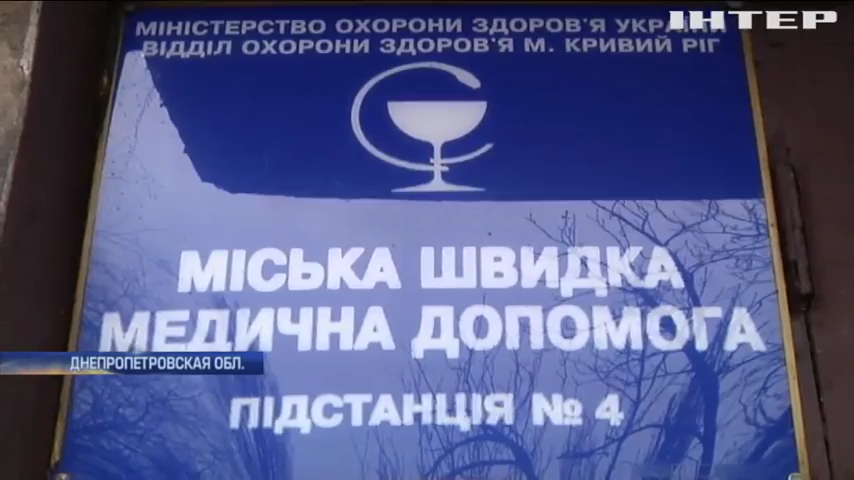 ІНТЕР
МІНІСТЕРСТВО ОХОРОНИ ЗДОРОВ'Я УКРАЇНИ
ВІДДІЛ ОХОРОНИ ЗДОРОВ'Я М. КРИВИЙ РІГ
МІСЬКА ШВИДКА
МЕДИЧНА ДОПОМОГА
ДНЕПРОПЕТРОВСКАЯ ОБЛ.
ПІДСТАНЦІЯ № 4